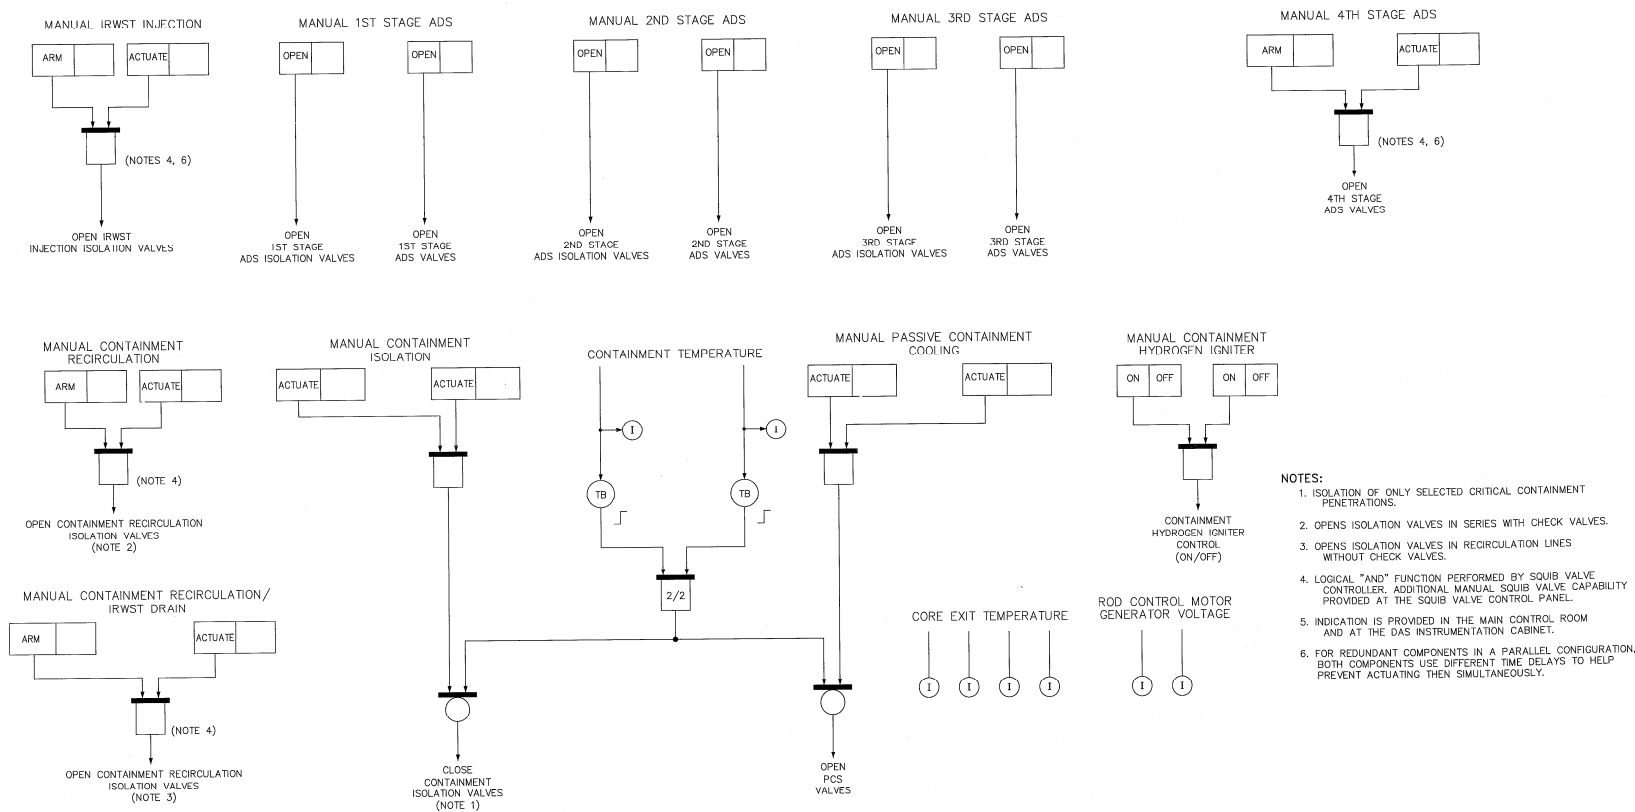 MANUAL IRWST INJECTION
ARM
ACTUATE
(NOTES 4, 6)
OPEN IRWST
INJECTION ISOLATION VALVES
MANUAL 1ST STAGE ADS
OPEN
OPEN
OPEN
1ST STAGE
ADS ISOLATION VALVES
OPEN
1ST STAGE
ADS VALVES
MANUAL 2ND STAGE ADS
OPEN
OPEN
OPEN
2ND STAGE
ADS ISOLATION VALVES
OPEN
2ND STAGE
ADS VALVES
MANUAL 3RD STAGE ADS
OPEN
OPEN
OPEN
3RD STAGE
ADS ISOLATION VALVES
OPEN
3RD STAGE
ADS VALVES
MANUAL 4TH STAGE ADS
ARM
ACTUATE
(NOTES 4, 6)
OPEN
4TH STAGE
ADS VALVES
MANUAL CONTAINMENT
RECIRCULATION
ARM
ACTUATE
(NOTE 4)
OPEN CONTAINMENT RECIRCULATION
ISOLATION VALVES
(NOTE 2)
MANUAL CONTAINMENT RECIRCULATION/
IRWST DRAIN
ARM
ACTUATE
(NOTE 4)
OPEN CONTAINMENT RECIRCULATION
ISOLATION VALVES
(NOTE 3)
MANUAL CONTAINMENT
ISOLATION
ACTUATE
ACTUATE
CLOSE
CONTAINMENT
ISOLATION VALVES
(NOTE 1)
CONTAINMENT TEMPERATURE
I
I
TB
TB
2/2
MANUAL PASSIVE CONTAINMENT
COOLING
ACTUATE
ACTUATE
OPEN
PCS
VALVES
MANUAL CONTAINMENT
HYDROGEN IGNITER
ON OFF
ON OFF
CONTAINMENT
HYDROGEN IGNITER
CONTROL
(ON/OFF)
CORE EXIT TEMPERATURE
I
I
I
I
ROD CONTROL MOTOR
GENERATOR VOLTAGE
I
I
NOTES:
1. ISOLATION OF ONLY SELECTED CRITICAL CONTAINMENT
PENETRATIONS.
2. OPENS ISOLATION VALVES IN SERIES WITH CHECK VALVES.
3. OPENS ISOLATION VALVES IN RECIRCULATION LINES
WITHOUT CHECK VALVES.
4. LOGICAL "AND" FUNCTION PERFORMED BY SQUIB VALVE
CONTROLLER. ADDITIONAL MANUAL SQUIB VALVE CAPABILITY
PROVIDED AT THE SQUIB VALVE CONTROL PANEL.
5. INDICATION IS PROVIDED IN THE MAIN CONTROL ROOM
AND AT THE DAS INSTRUMENTATION CABINET.
6. FOR REDUNDANT COMPONENTS IN A PARALLEL CONFIGURATION,
BOTH COMPONENTS USE DIFFERENT TIME DELAYS TO HELP
PREVENT ACTUATING THEN SIMULTANEOUSLY.